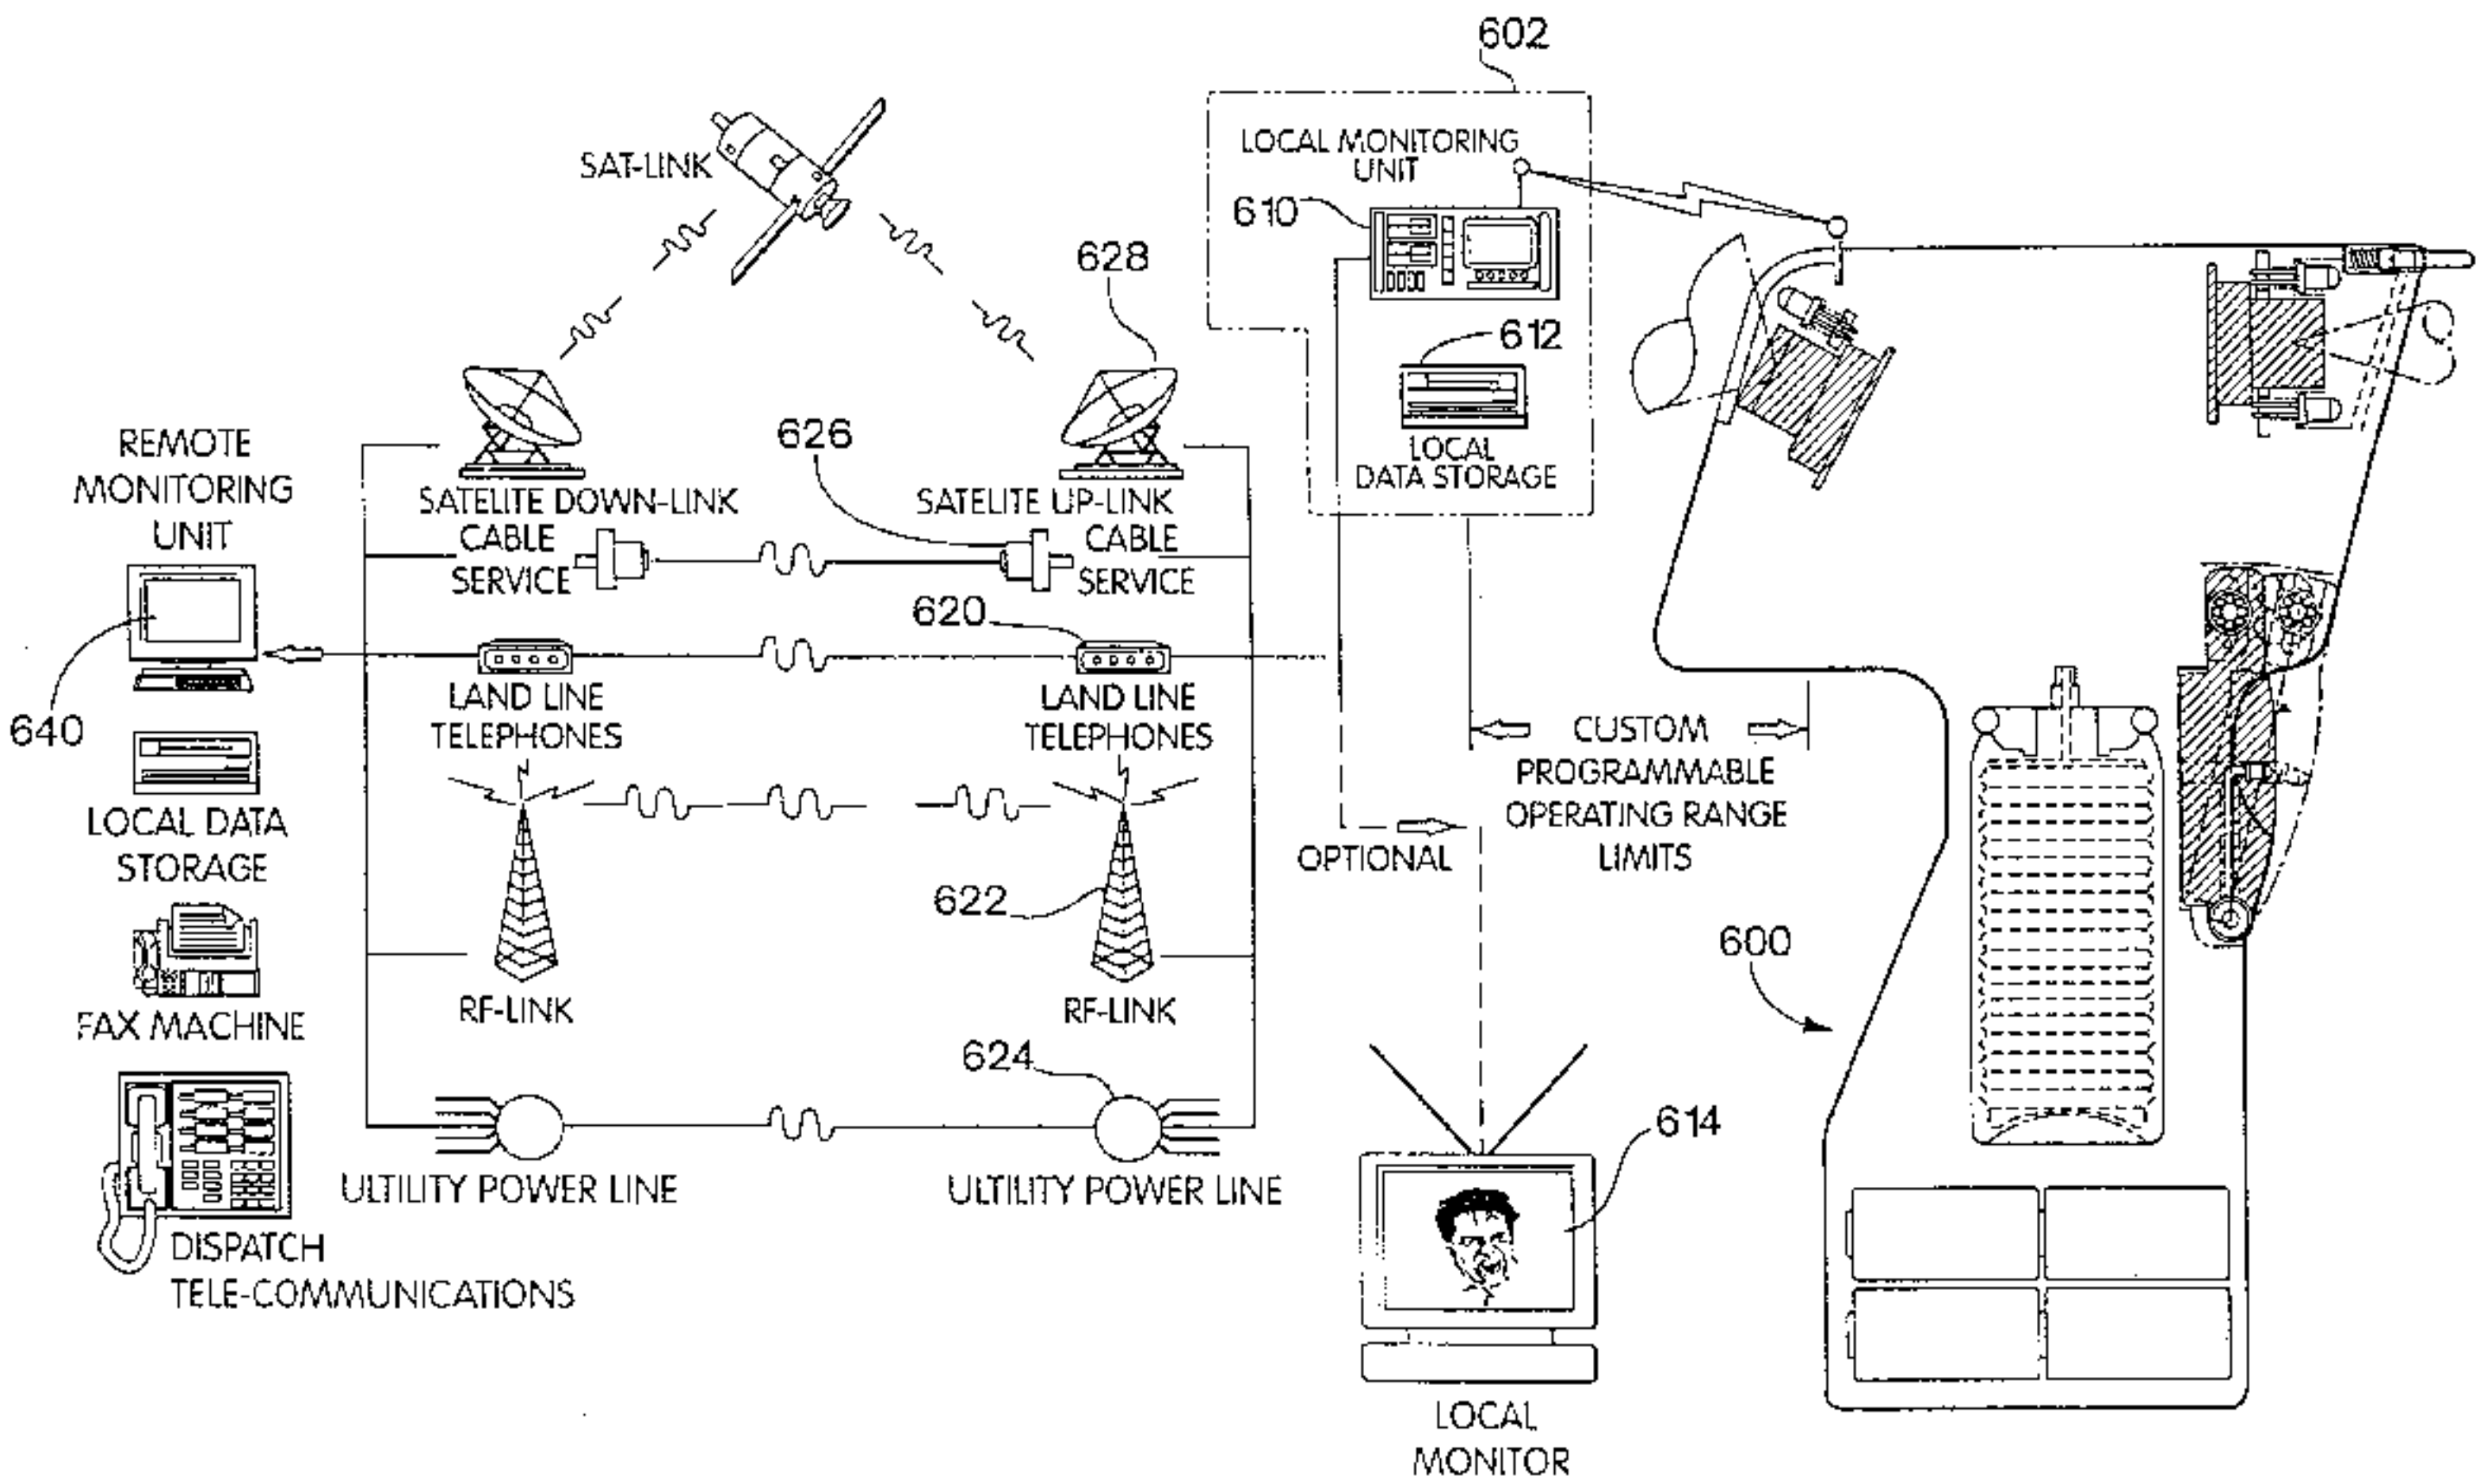 602
LOCAL MONITORING
UNIT
610
612
LOCAL
DATA STORAGE
SAT-LINK
628
SATELITE DOWN-LINK
SATELITE UP-LINK
626
CABLE
SERVICE
CABLE
SERVICE
REMOTE
MONITORING
UNIT
640
620
LAND LINE
TELEPHONES
LAND LINE
TELEPHONES
LOCAL DATA
STORAGE
FAX MACHINE
622
RF-LINK
RF-LINK
624
ULTILITY POWER LINE
ULTILITY POWER LINE
DISPATCH
TELE-COMMUNICATIONS
CUSTOM
PROGRAMMABLE
OPERATING RANGE
LIMITS
OPTIONAL
600
614
LOCAL
MONITOR